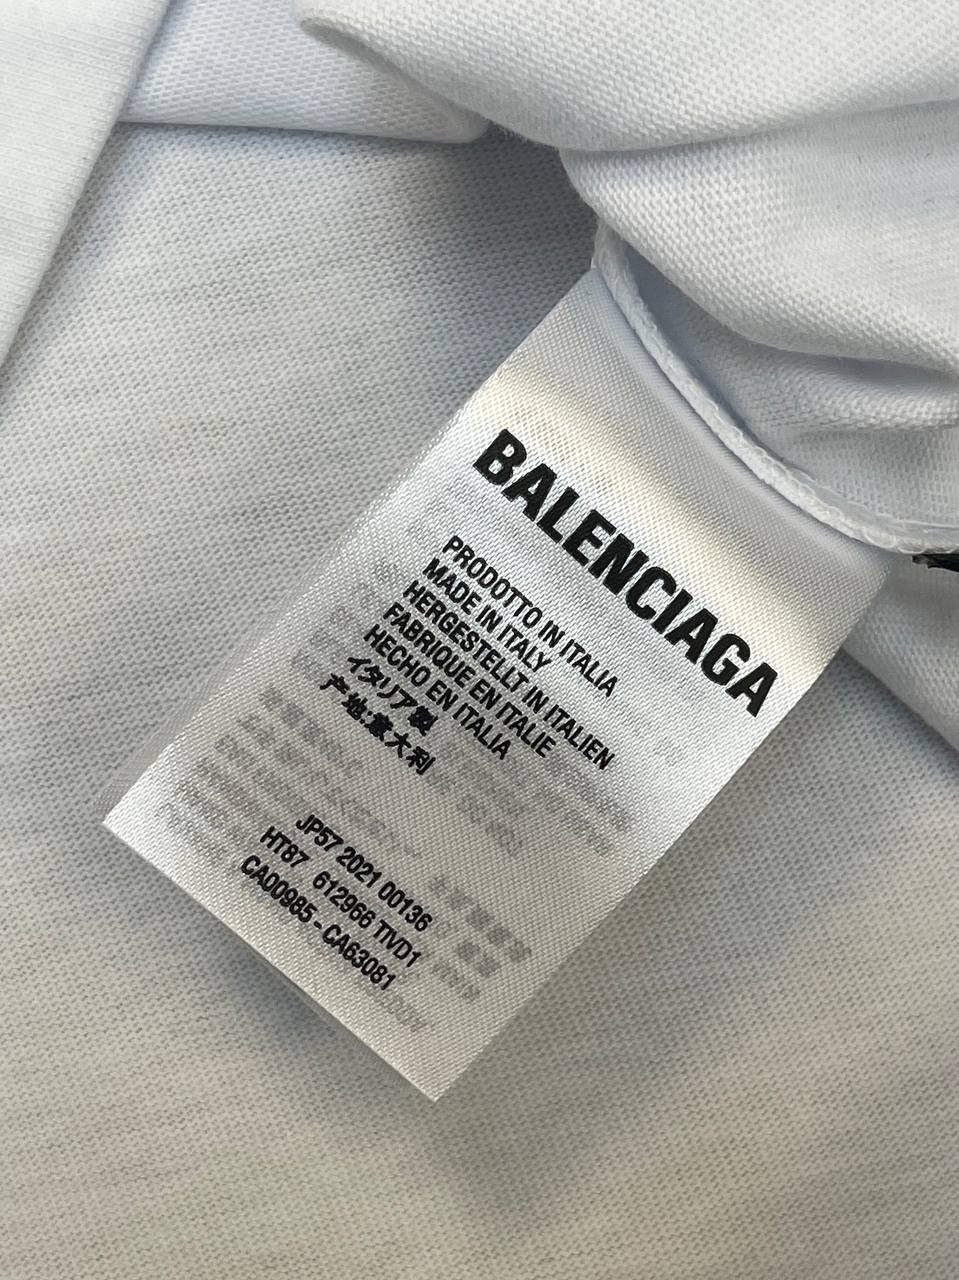 BALENCIAGA
PRODOTTO IN ITALIA
MADE IN ITALY
HERGESTELLT IN ITALIEN
FABRIQUE EN ITALIE
HECHO EN ITALIA
イタリア製
产地:意大利
JP57 2021 00136
HT87 612966 TIVD1
CA00985 - CA63081